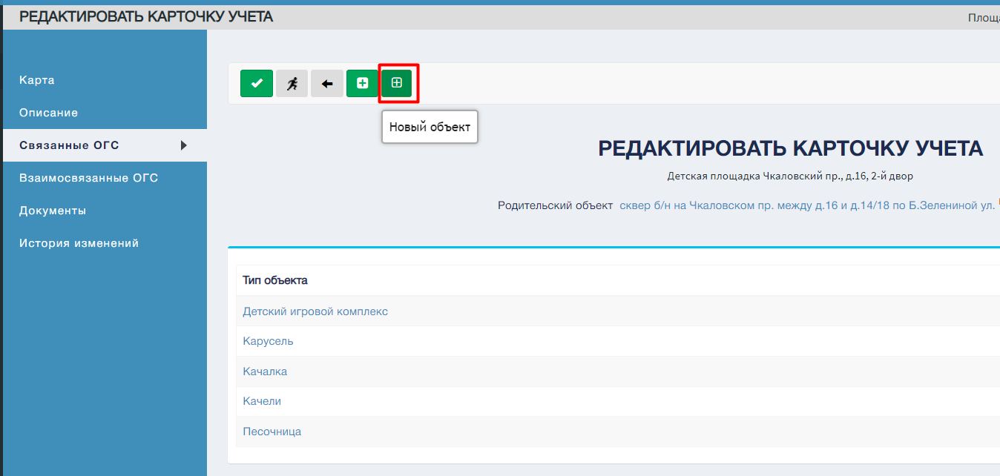 РЕДАКТИРОВАТЬ КАРТОЧКУ УЧЕТА
Карта
Описание
Связанные ОГС
Взаимосвязанные ОГС
Документы
История изменений
Новый объект
РЕДАКТИРОВАТЬ КАРТОЧКУ УЧЕТА
Детская площадка Чкаловский пр., д.16, 2-й двор
Родительский объект сквер б/н на Чкаловском пр. между д.16 и д.14/18 по Б.Зелениной ул.
Тип объекта
Детский игровой комплекс
Карусель
Качалка
Качели
Песочница